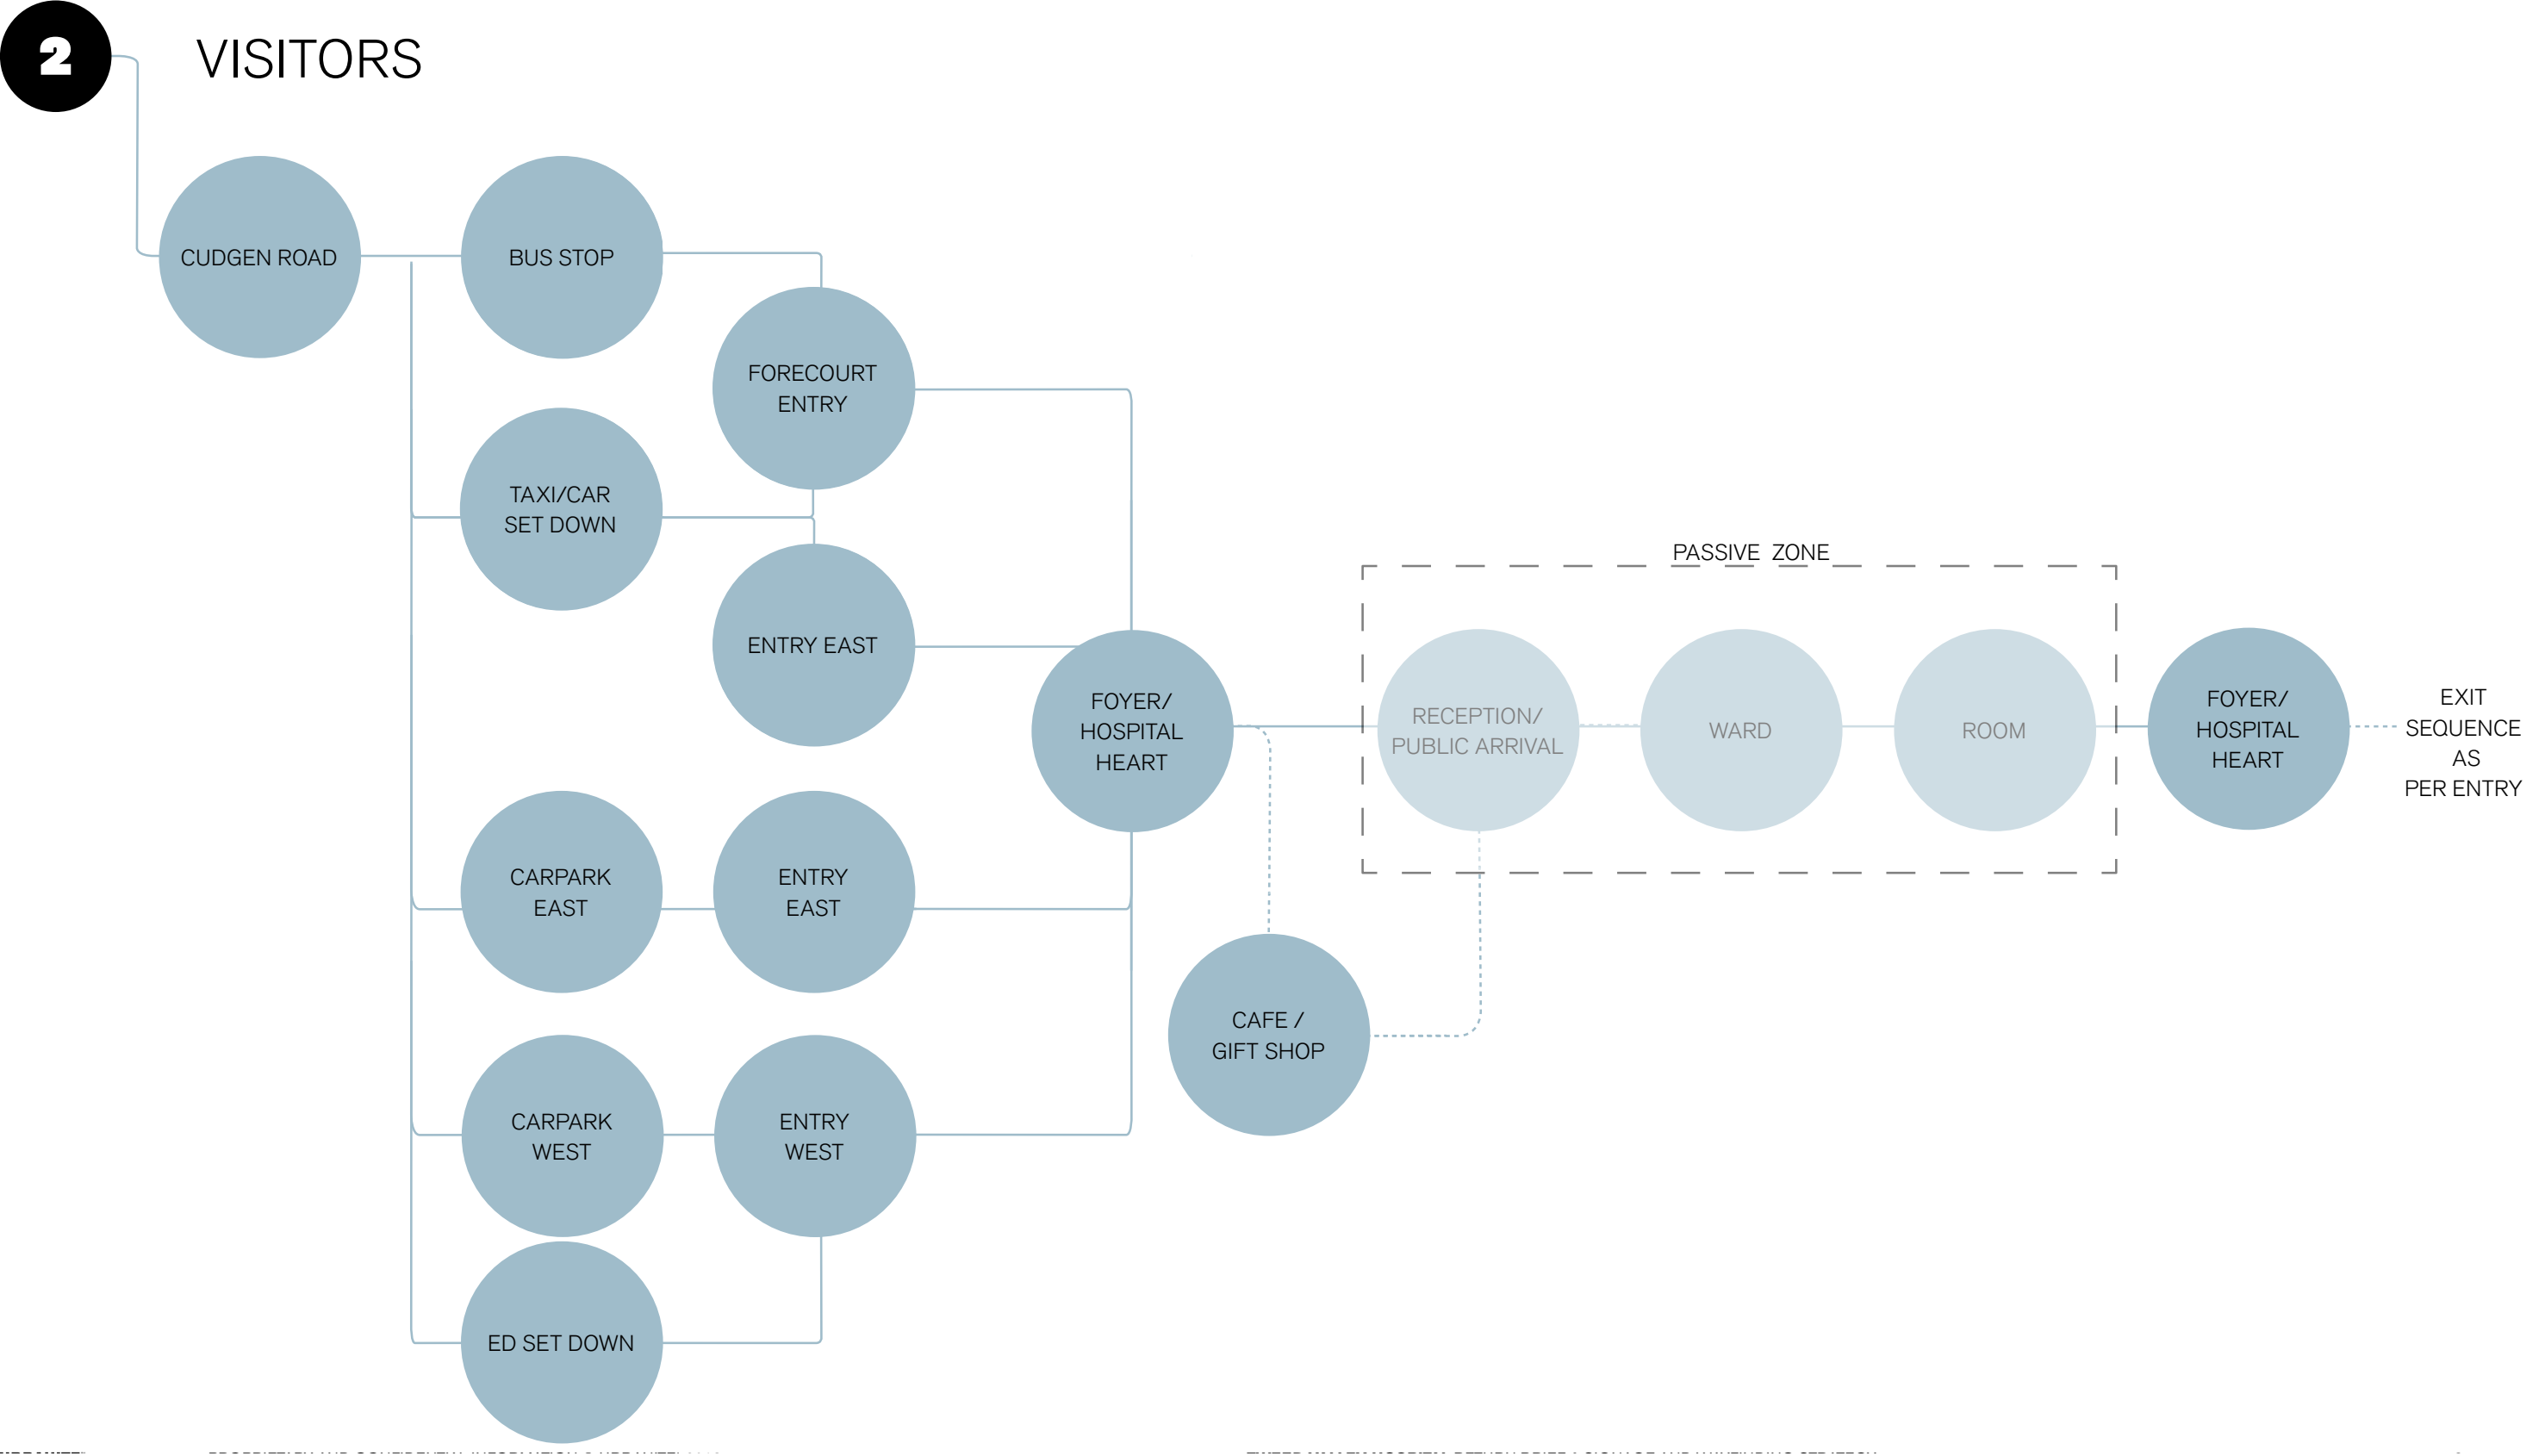 2
VISITORS
CUDGEN ROAD
BUS STOP
FORECOURT
ENTRY
TAXI/CAR
SET DOWN
ENTRY EAST
CARPARK
EAST
ENTRY
EAST
CARPARK
WEST
ENTRY
WEST
ED SET DOWN
FOYER/
HOSPITAL
HEART
CAFE /
GIFT SHOP
PASSIVE ZONE
RECEPTION/
PUBLIC ARRIVAL
WARD
ROOM
FOYER/
HOSPITAL
HEART
EXIT
SEQUENCE
AS
PER ENTRY